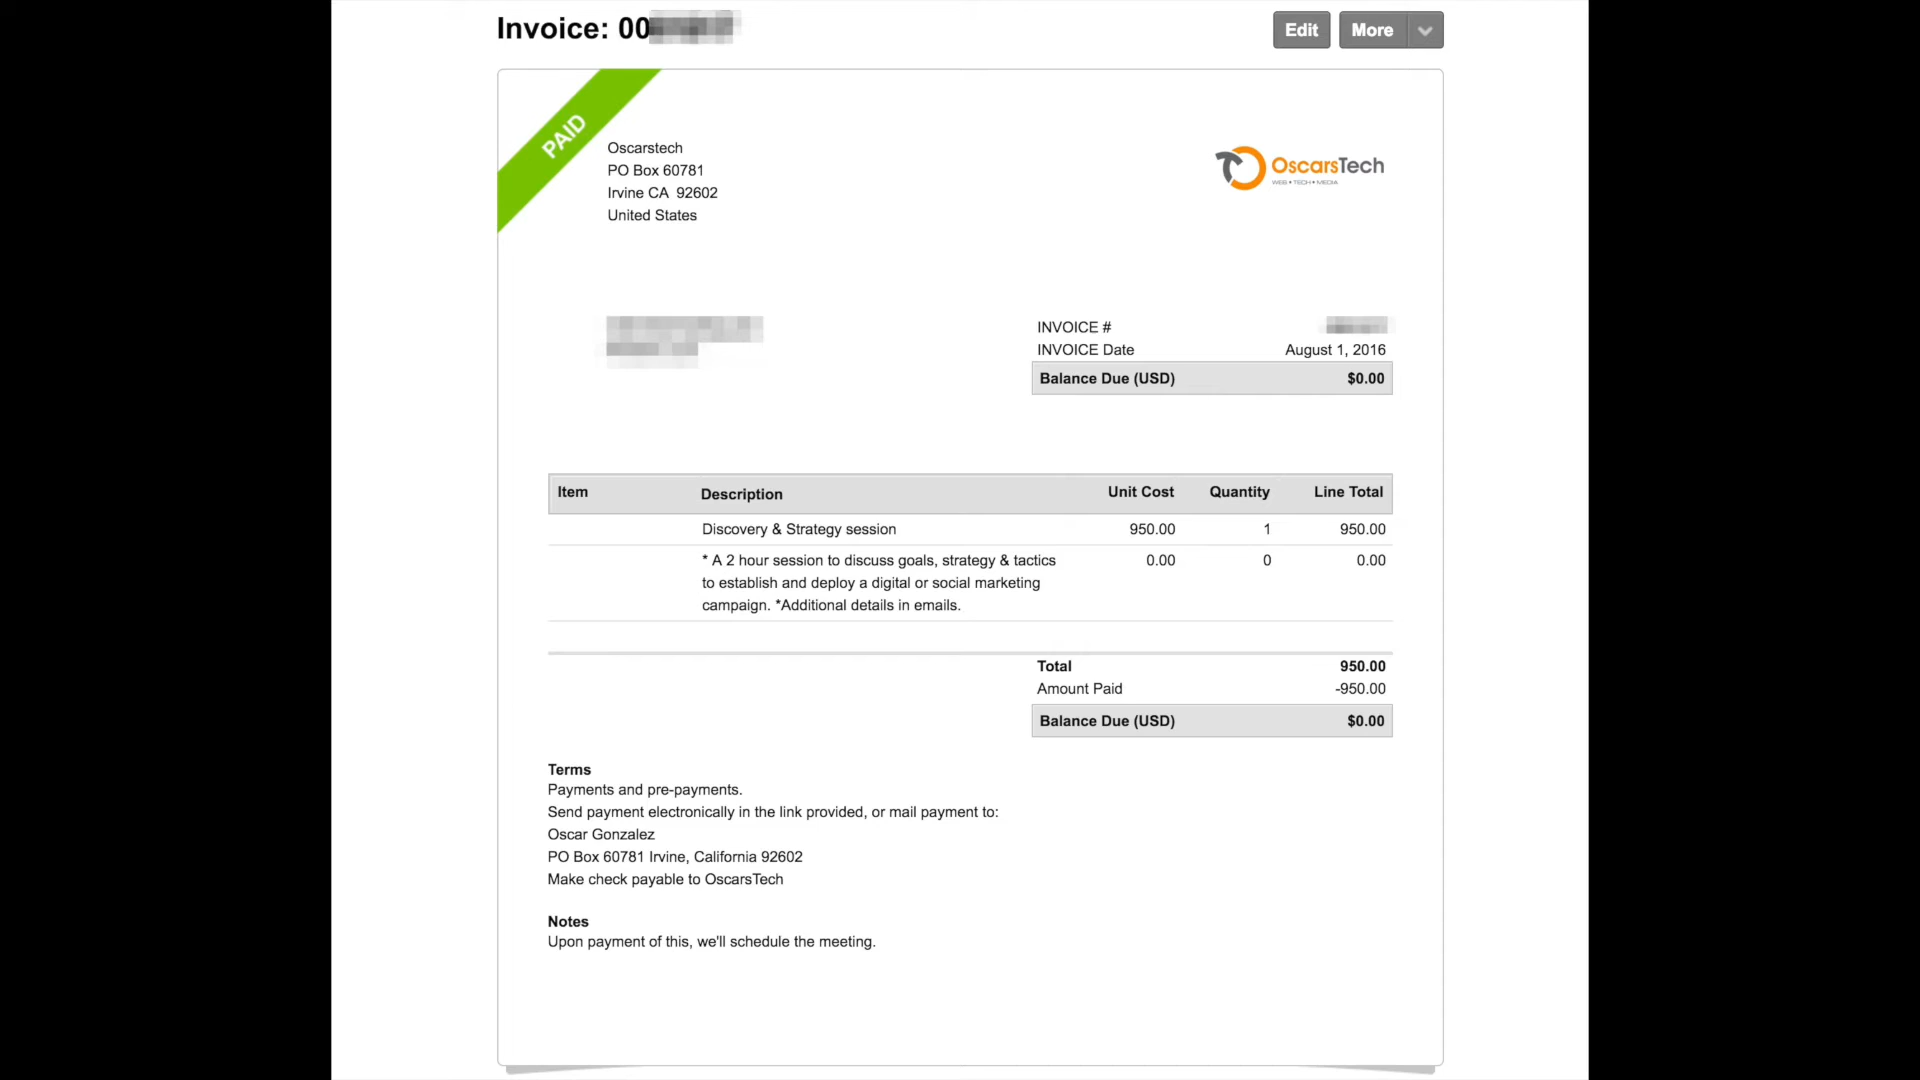 Invoice: 00
Edit
More
PAID
Oscarstech
PO Box 60781
Irvine CA 92602
United States
OscarsTech
WEB • TECH • MEDIA
INVOICE #
INVOICE Date August 1, 2016
Balance Due (USD) $0.00
Item Description Unit Cost Quantity Line Total
Discovery & Strategy session 950.00 1 950.00
* A 2 hour session to discuss goals, strategy & tactics 0.00 0 0.00
to establish and deploy a digital or social marketing
campaign. *Additional details in emails.
Total 950.00
Amount Paid -950.00
Balance Due (USD) $0.00
Terms
Payments and pre-payments.
Send payment electronically in the link provided, or mail payment to:
Oscar Gonzalez
PO Box 60781 Irvine, California 92602
Make check payable to OscarsTech
Notes
Upon payment of this, we'll schedule the meeting.